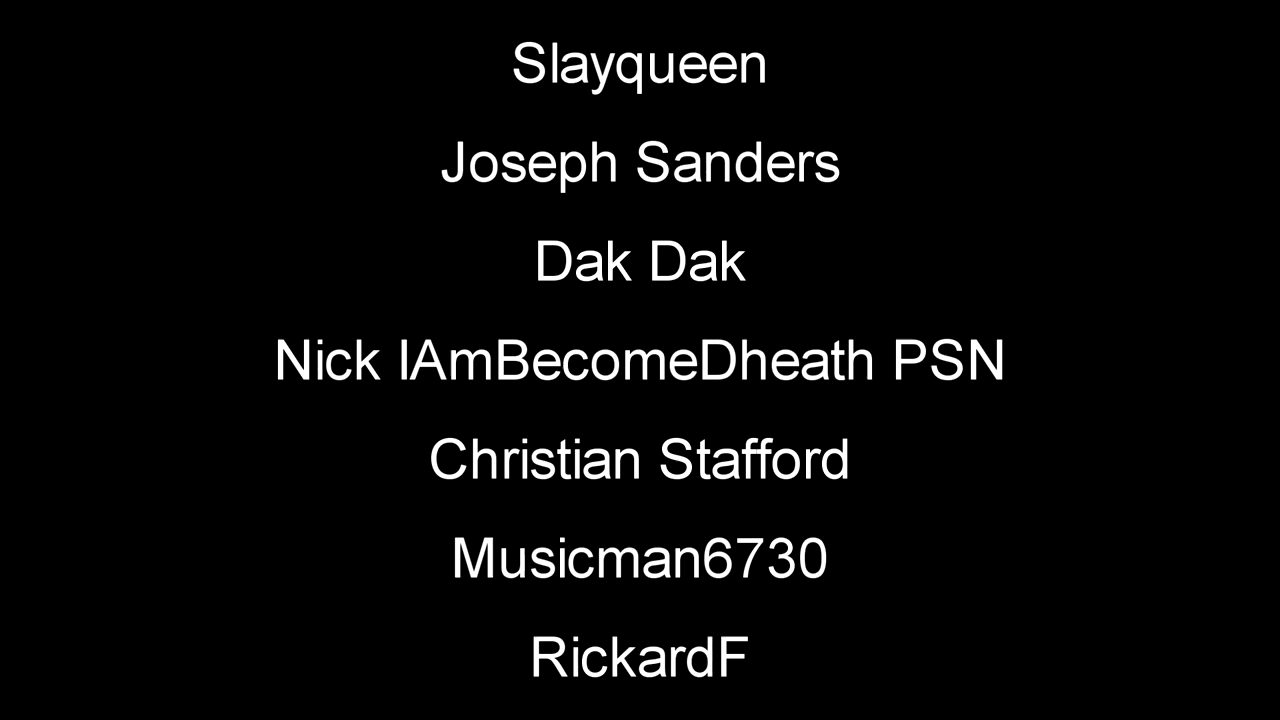 Slayqueen
Joseph Sanders
Dak Dak
Nick IAmBecomeDheath PSN
Christian Stafford
Musicman6730
RickardF